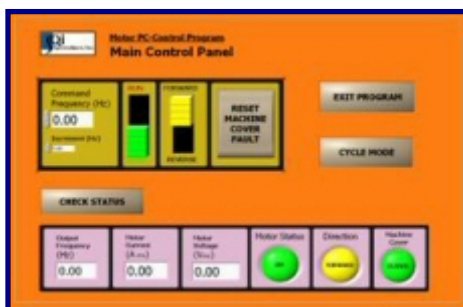 Motor PC-Control Program
Main Control Panel
Command
Frequency (Hz)
0.00
Increment (Hz)
FORWARD
REVERSE
RESET
MACHINE
COVER
FAULT
EXIT PROGRAM
CYCLE MODE
CHECK STATUS
Output
Frequency
(Hz)
0.00
Motor
Current
(Arms)
0.00
Motor
Voltage
(Vrms)
0.00
Motor Status
Direction
FORWARD
Machine
Cover
CLOSED